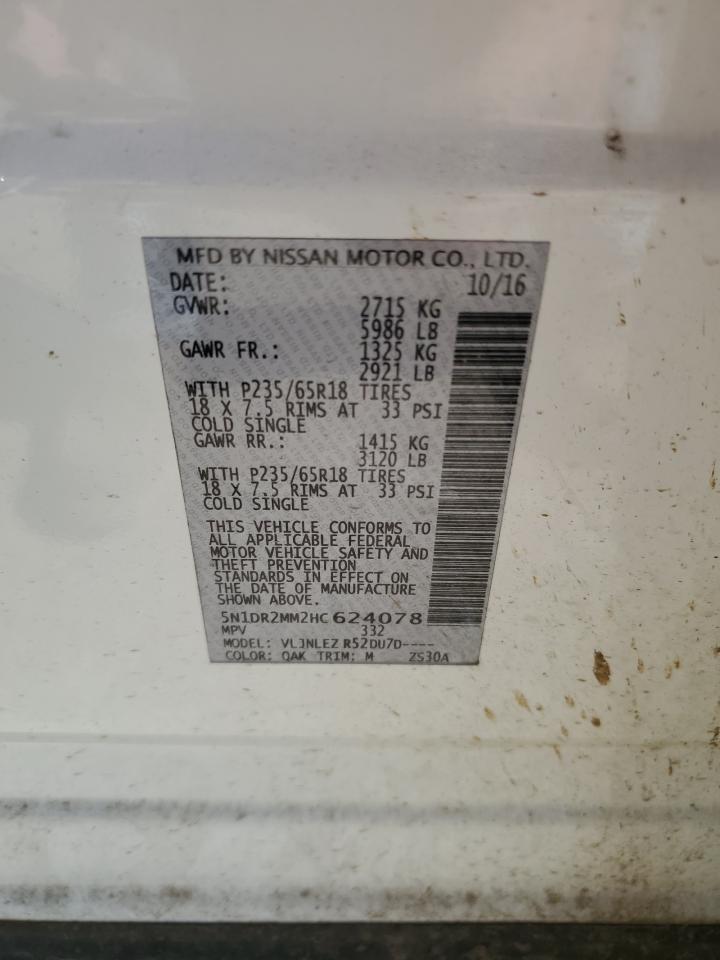 MFD BY NISSAN MOTOR CO., LTD.
DATE: 10/16
GVWR: 2715 KG
5986 LB
GAWR FR.: 1325 KG
2921 LB
WITH P235/65R18 TIRES
18 X 7.5 RIMS AT 33 PSI
COLD SINGLE
GAWR RR.: 1415 KG
3120 LB
WITH P235/65R18 TIRES
18 X 7.5 RIMS AT 33 PSI
COLD SINGLE
THIS VEHICLE CONFORMS TO
ALL APPLICABLE FEDERAL
MOTOR VEHICLE SAFETY AND
THEFT PREVENTION
STANDARDS IN EFFECT ON
THE DATE OF MANUFACTURE
SHOWN ABOVE.
5N1DR2MM2HC624078
MPV 332
MODEL: VLJNLEZ R52DU7D----
COLOR: QAK TRIM: M ZS30A